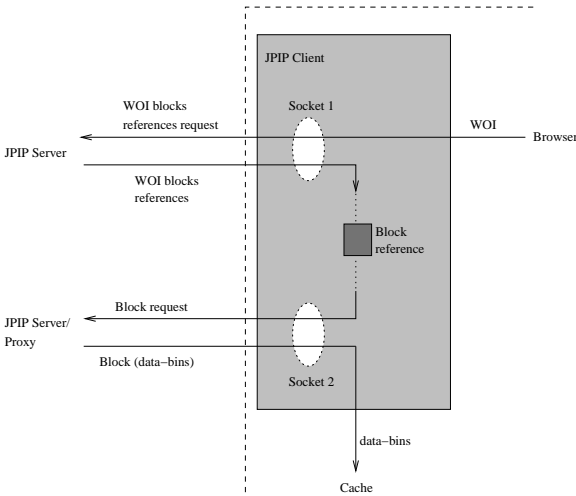 JPIP Client
WOI blocks
references request
Socket 1
WOI
Browser
JPIP Server
WOI blocks
references
Block
reference
Block request
JPIP Server/
Proxy
Block (data−bins)
Socket 2
data−bins
Cache